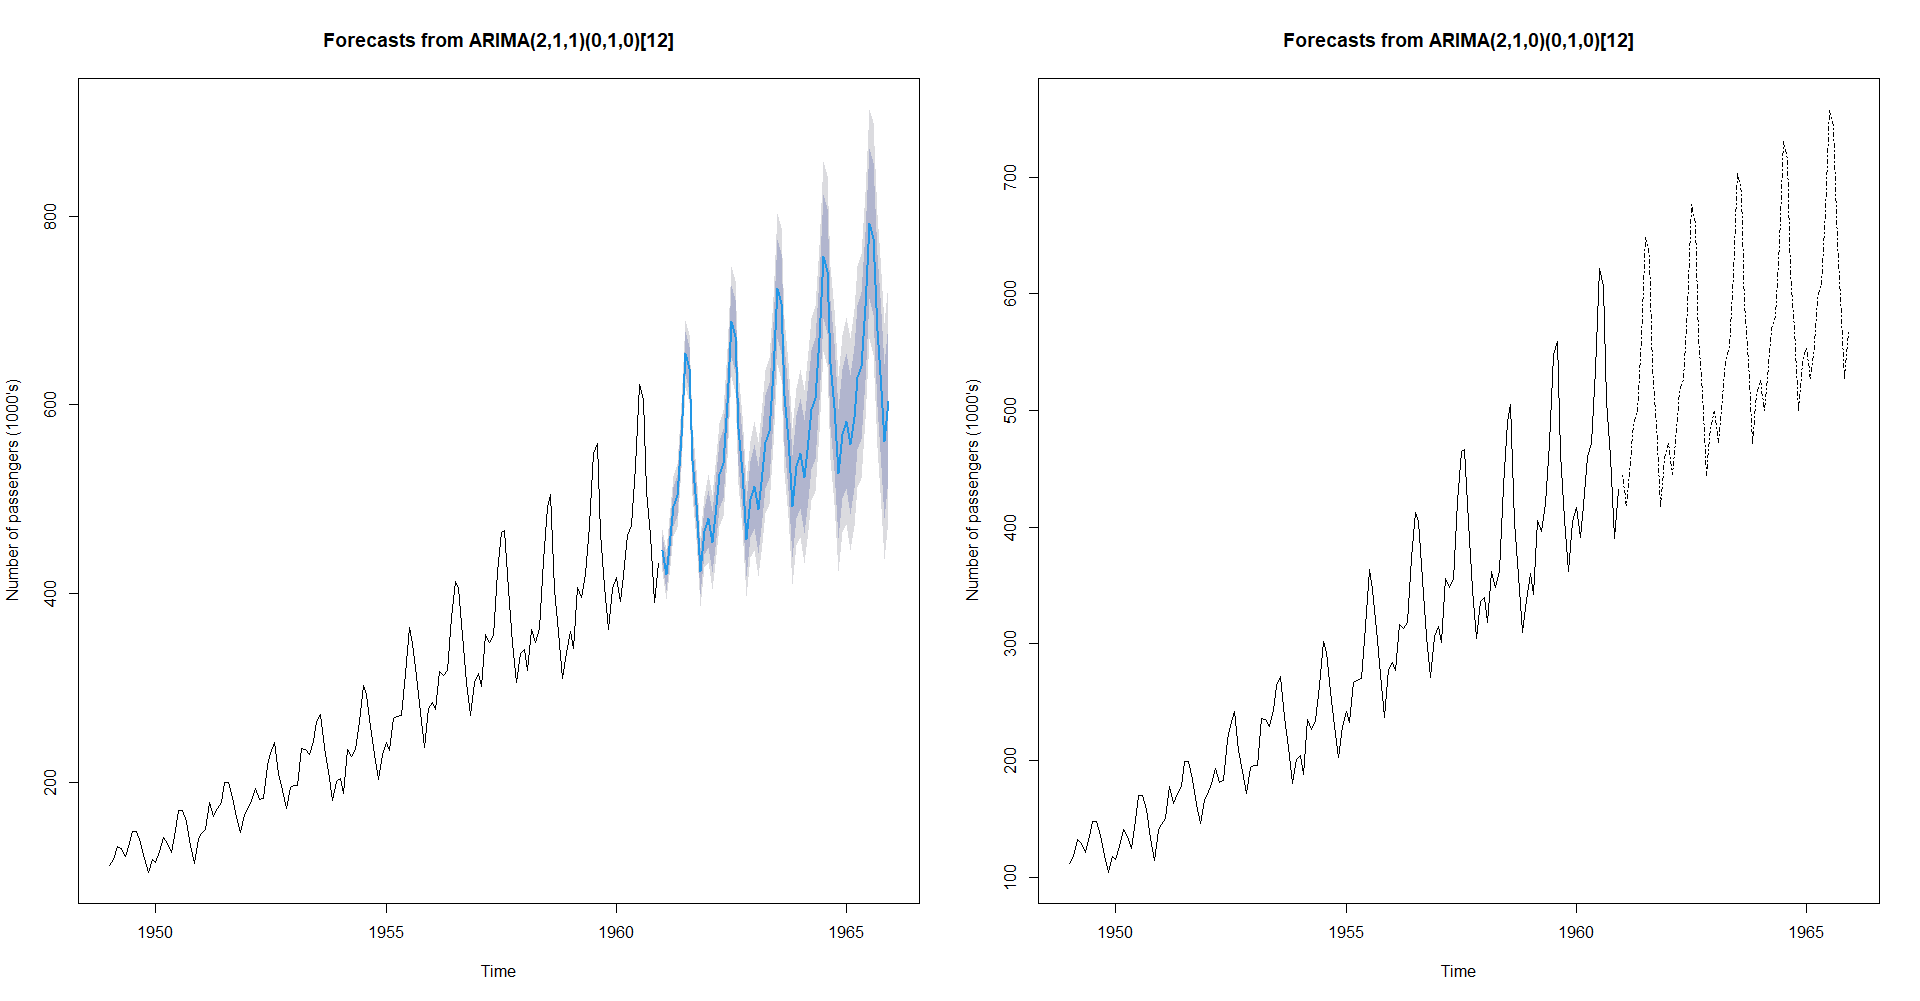 Forecasts from ARIMA(2,1,1)(0,1,0)[12]
Number of passengers (1000's)
800
600
400
200
1950 1955 1960 1965
Time
Forecasts from ARIMA(2,1,0)(0,1,0)[12]
Number of passengers (1000's)
700
600
500
400
300
200
100
1950 1955 1960 1965
Time